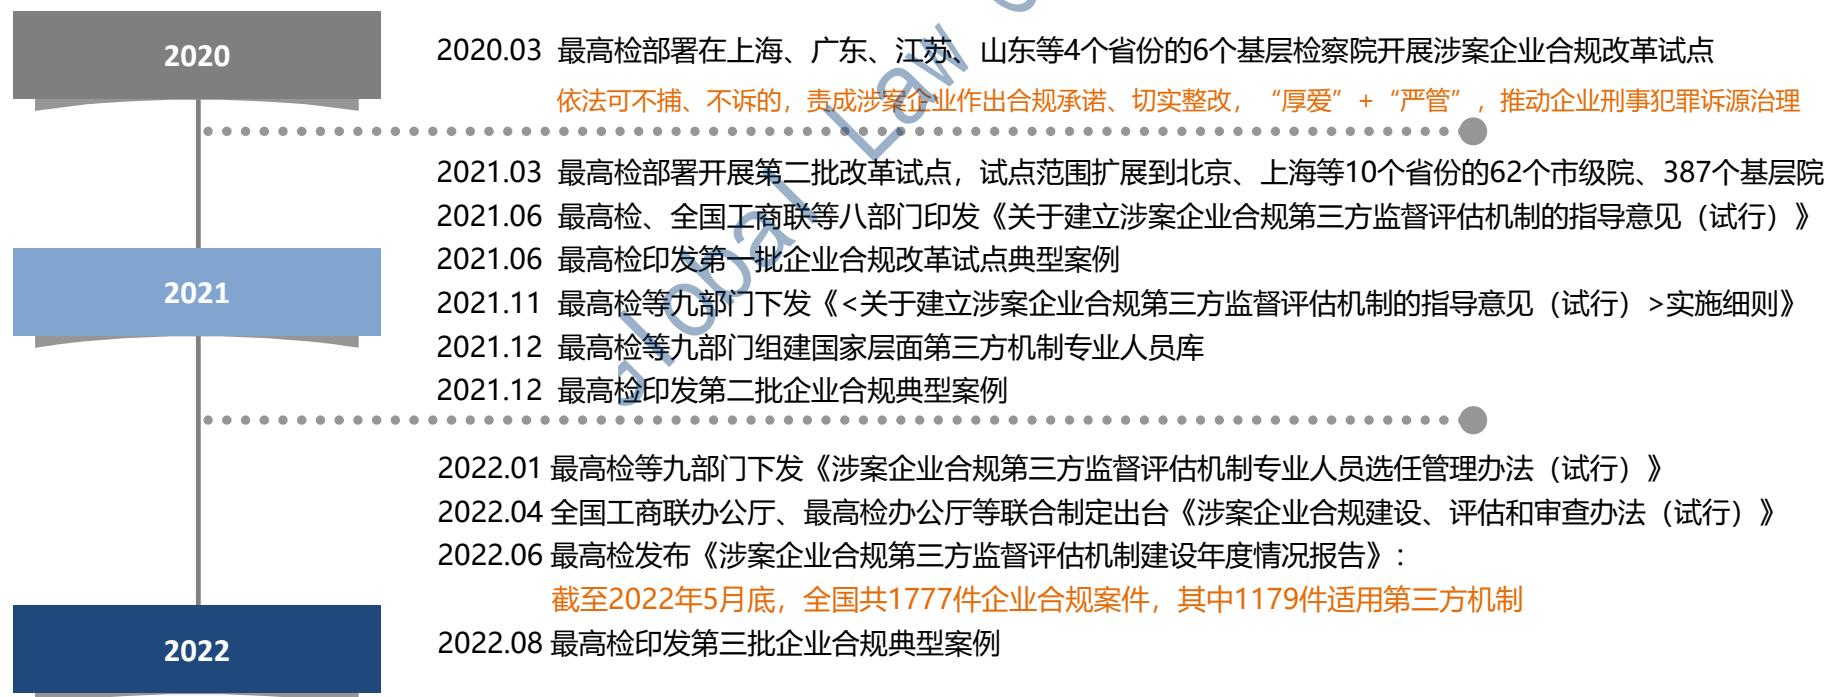 2020
2020.03 最高检部署在上海、广东、江苏、山东等4个省份的6个基层检察院开展涉案企业合规改革试点
依法可不捕、不诉的，责成涉案企业作出合规承诺、切实整改，“厚爱”+“严管”，推动企业刑事犯罪诉源治理
2021.03 最高检部署开展第二批改革试点，试点范围扩展到北京、上海等10个省份的62个市级院、387个基层院
2021.06 最高检、全国工商联等八部门印发《关于建立涉案企业合规第三方监督评估机制的指导意见（试行）》
2021.06 最高检印发第一批企业合规改革试点典型案例
2021
2021.11 最高检等九部门下发《<关于建立涉案企业合规第三方监督评估机制的指导意见（试行）>实施细则》
2021.12 最高检等九部门组建国家层面第三方机制专业人员库
2021.12 最高检印发第二批企业合规典型案例
2022.01 最高检等九部门下发《涉案企业合规第三方监督评估机制专业人员选任管理办法（试行）》
2022.04 全国工商联办公厅、最高检办公厅等联合制定出台《涉案企业合规建设、评估和审查办法（试行）》
2022.06 最高检发布《涉案企业合规第三方监督评估机制建设年度情况报告》：
截至2022年5月底，全国共1777件企业合规案件，其中1179件适用第三方机制
2022
2022.08 最高检印发第三批企业合规典型案例
Global Law